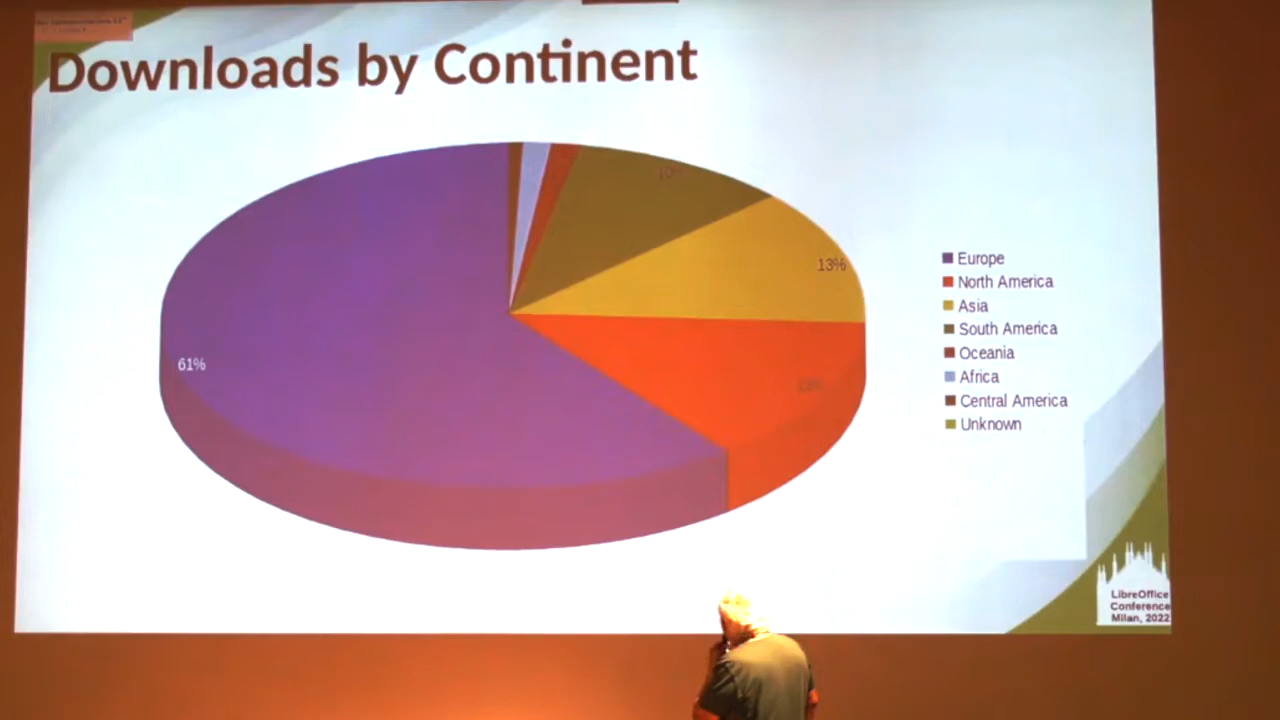 Downloads by Continent
10%
13%
61%
Europe
North America
Asia
South America
Oceania
Africa
Central America
Unknown
LibreOffice
Conference
Milan, 2022